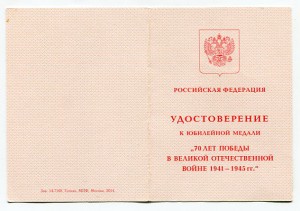 РОССИЙСКАЯ ФЕДЕРАЦИЯ
УДОСТОВЕРЕНИЕ
К ЮБИЛЕЙНОЙ МЕДАЛИ
„70 ЛЕТ ПОБЕДЫ
В ВЕЛИКОЙ ОТЕЧЕСТВЕННОЙ
ВОЙНЕ 1941 – 1945 гг.“